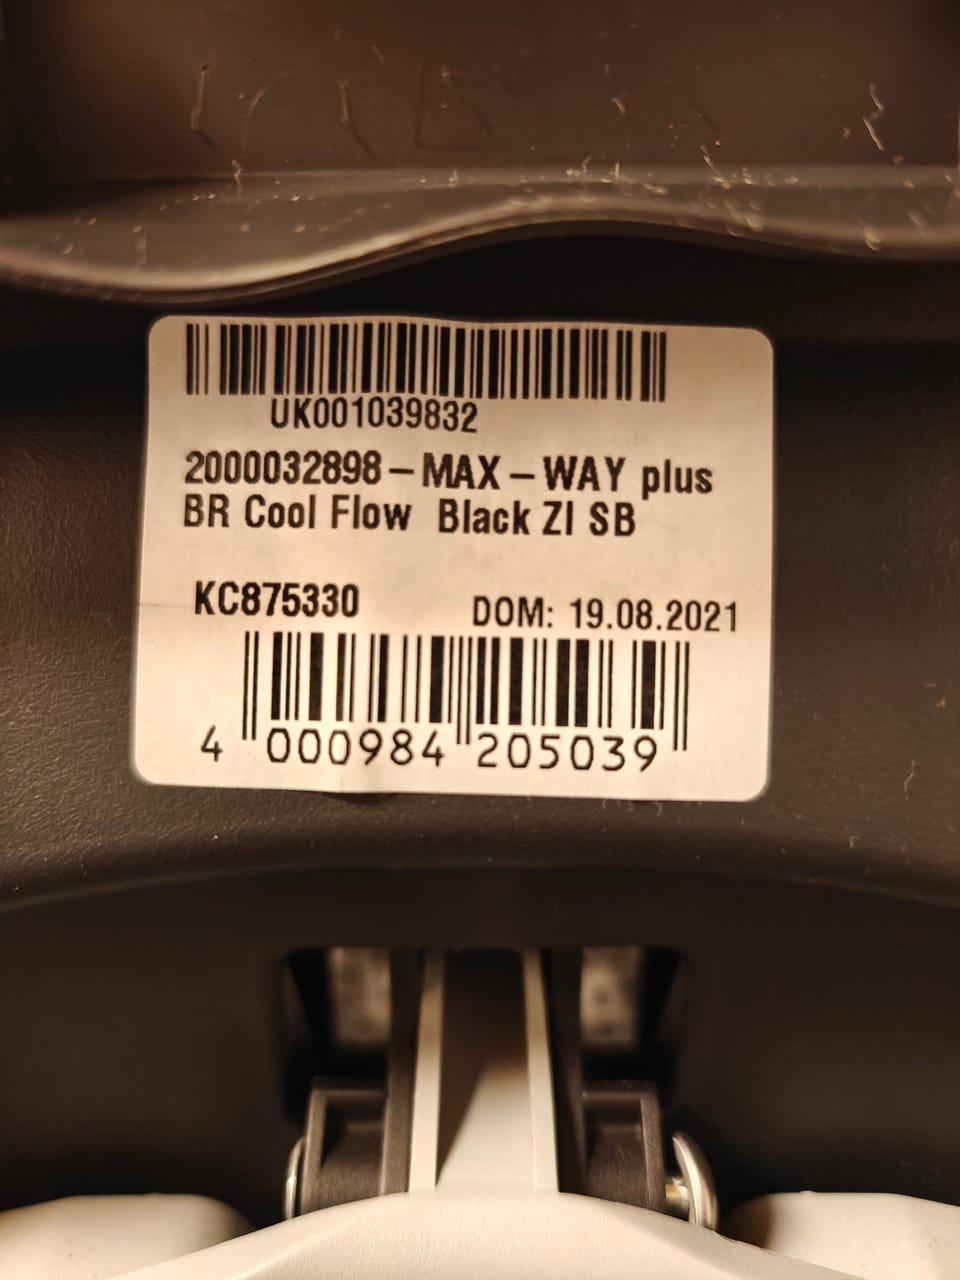 UK001039832
2000032898-MAX-WAY plus
BR Cool Flow Black ZI SB
KC875330 DOM: 19.08.2021
4 000984 205039